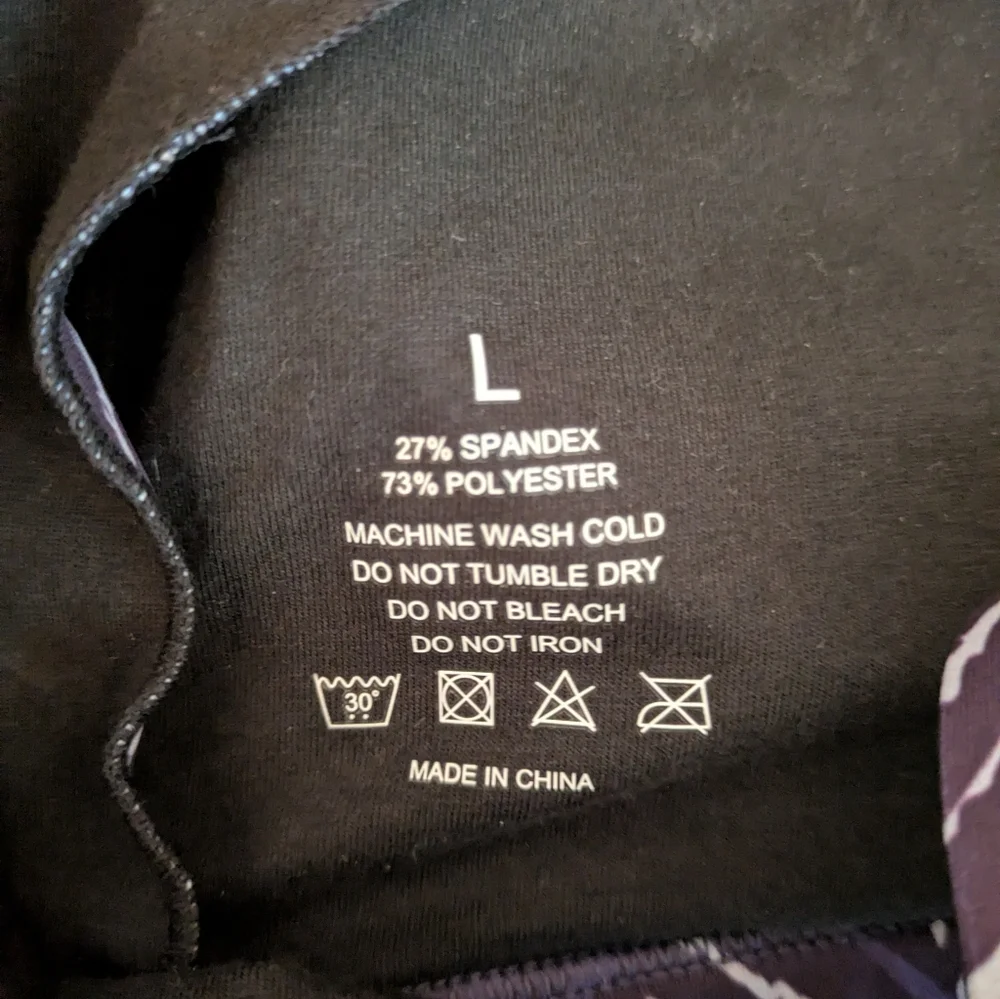 L
27% SPANDEX
73% POLYESTER
MACHINE WASH COLD
DO NOT TUMBLE DRY
DO NOT BLEACH
DO NOT IRON
30°
MADE IN CHINA